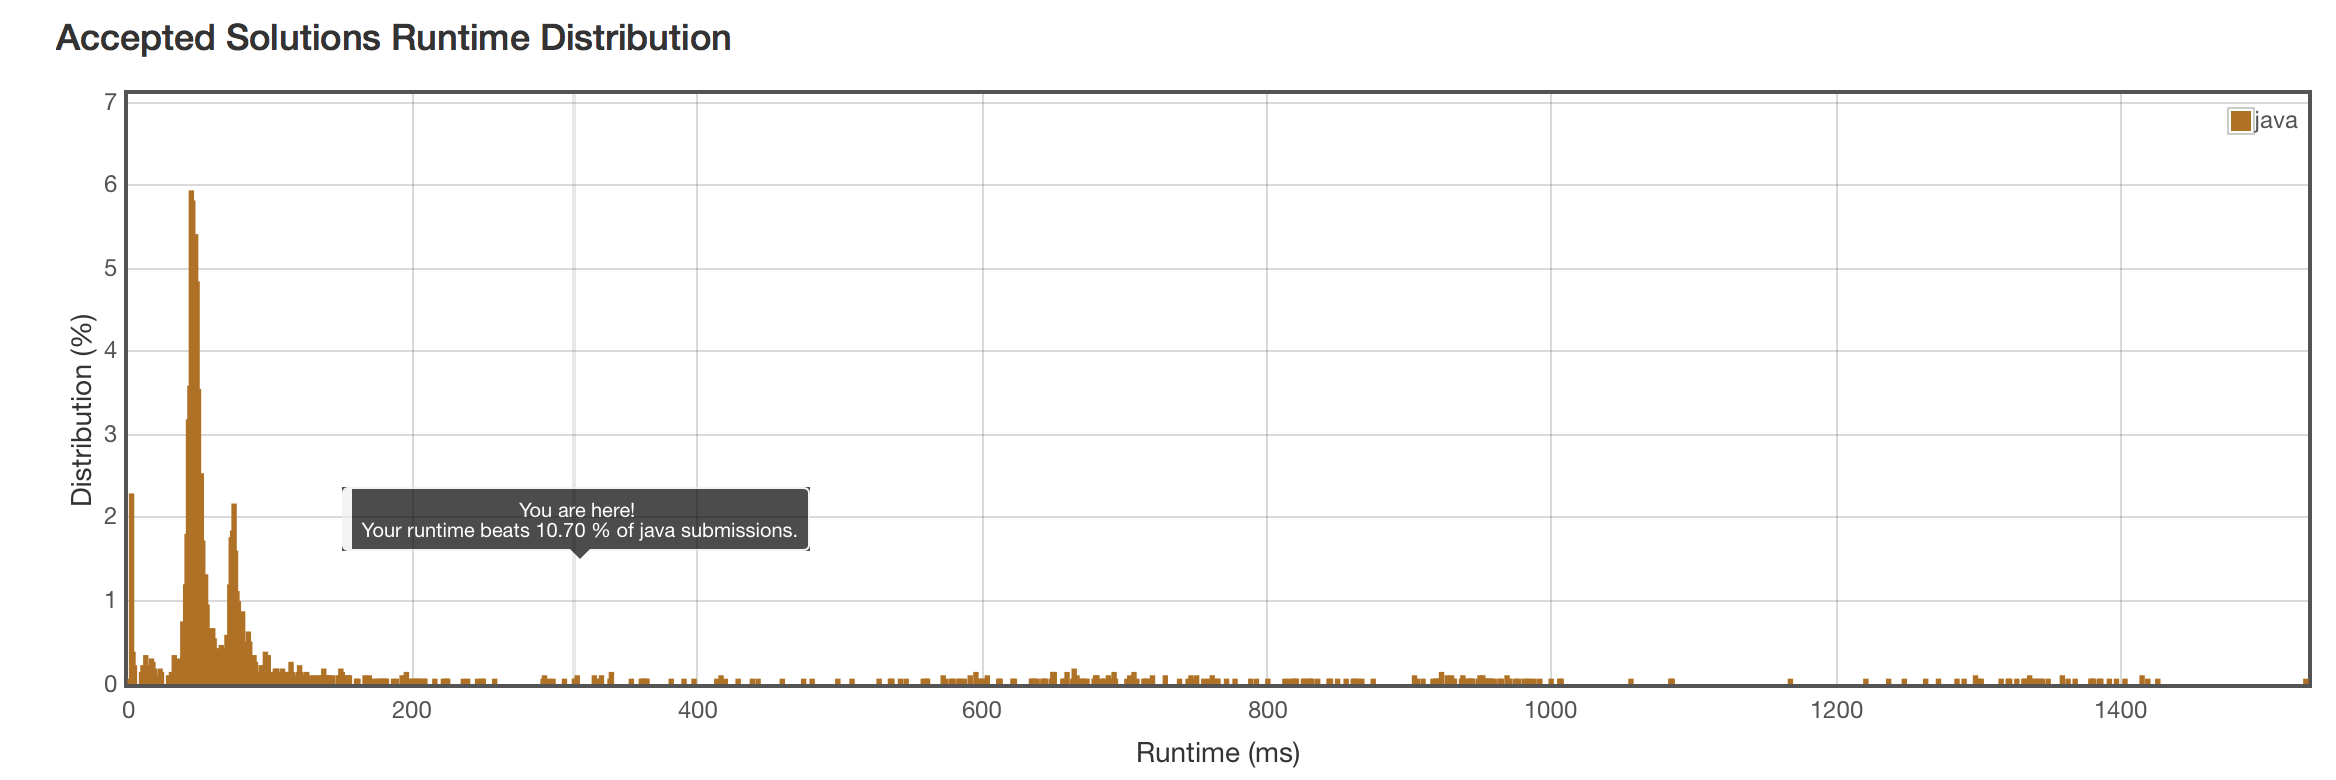 Accepted Solutions Runtime Distribution
7
java
6
5
4
3
2
1
0
Distribution (%)
You are here!
Your runtime beats 10.70 % of java submissions.
0 200 400 600 800 1000 1200 1400
Runtime (ms)